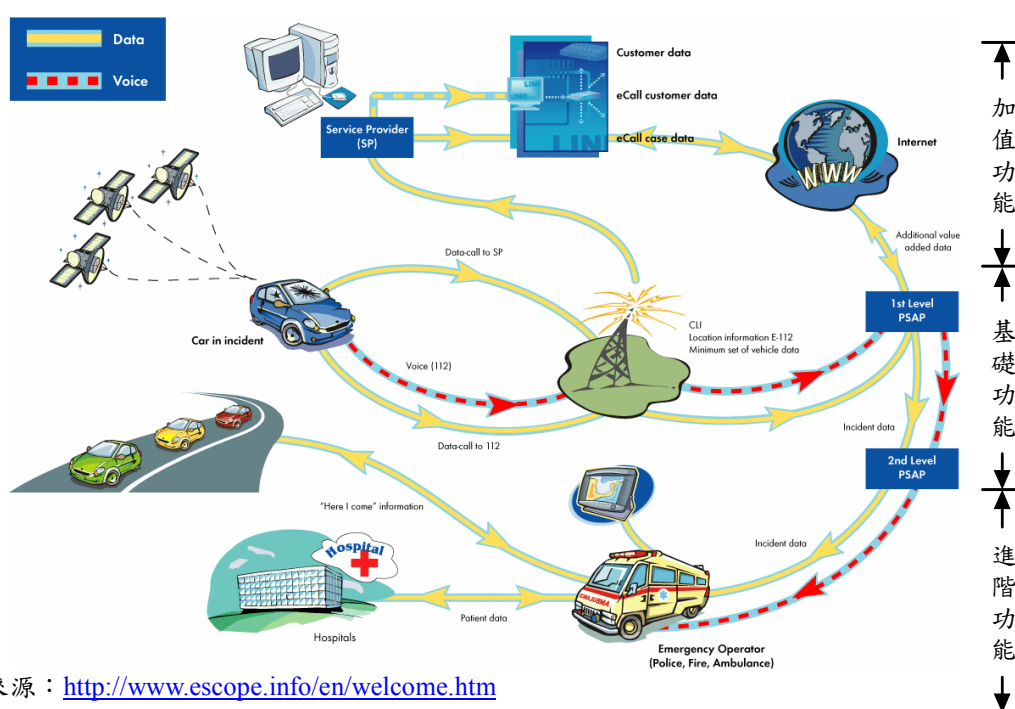 Data
Voice
Customer data
eCall customer data
eCall case data
LINK
Service Provider
(SP)
Internet
WWW
Additional value
added data
Data-call to SP
1st Level
PSAP
CLI
Location information E-112
Minimum set of vehicle data
Car in incident
Voice (112)
Data-call to 112
Incident data
2nd Level
PSAP
"Here I come" information
Incident data
Hospital
AMBULANCE
Patient data
Hospitals
Emergency Operator
(Police, Fire, Ambulance)
加值功能
基礎功能
進階功能
源：http://www.escope.info/en/welcome.htm